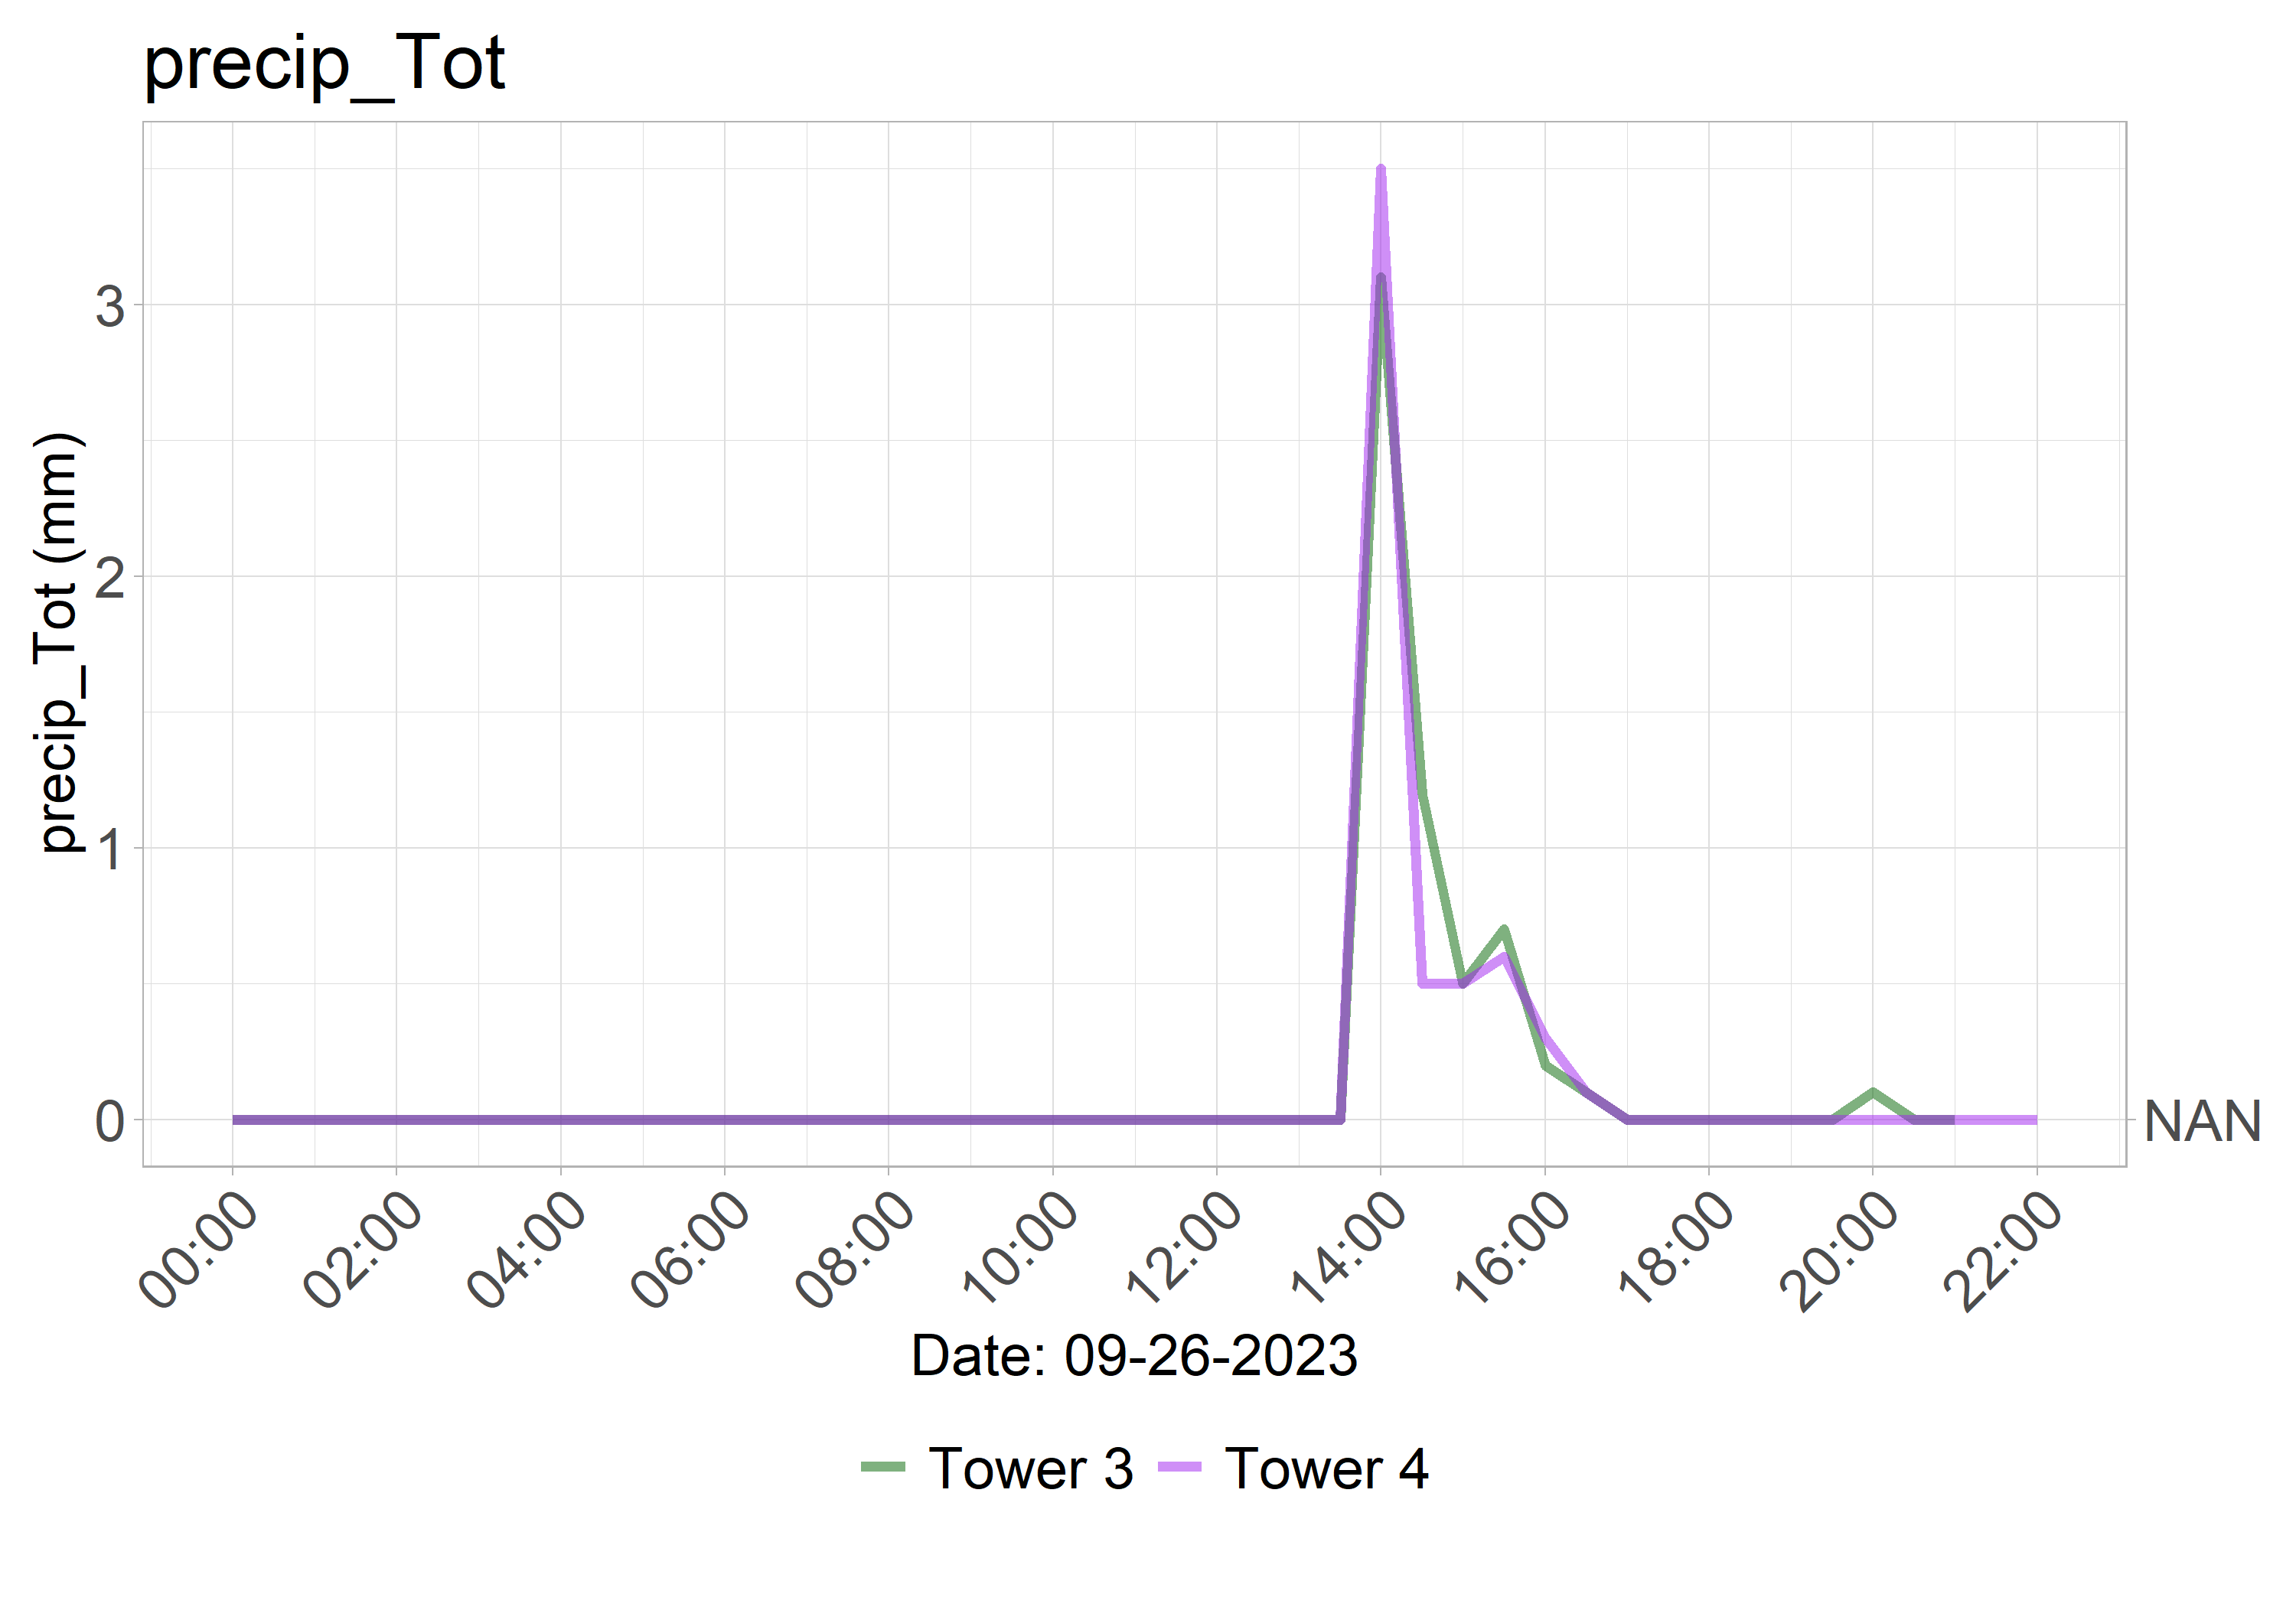 precip_Tot
precip_Tot (mm)
3
2
1
0
NAN
00:00 02:00 04:00 06:00 08:00 10:00 12:00 14:00 16:00 18:00 20:00 22:00
Date: 09-26-2023
Tower 3 Tower 4